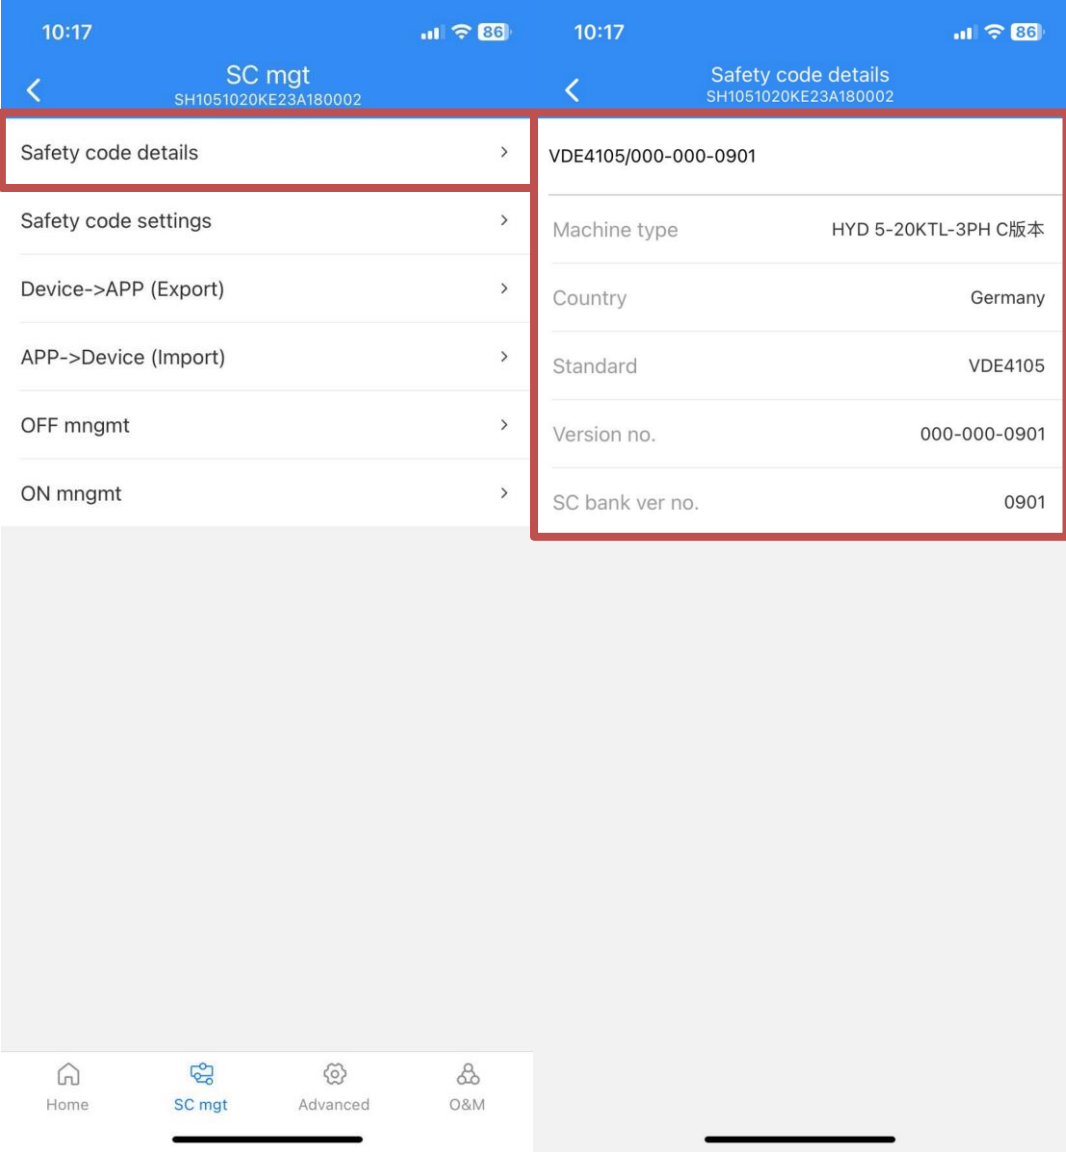 10:17
86
SC mgt
SH1051020KE23A180002
Safety code details
Safety code settings
Device->APP (Export)
APP->Device (Import)
OFF mngmt
ON mngmt
Home
SC mgt
Advanced
O&M
10:17
86
Safety code details
SH1051020KE23A180002
VDE4105/000-000-0901
Machine type HYD 5-20KTL-3PH C版本
Country Germany
Standard VDE4105
Version no. 000-000-0901
SC bank ver no. 0901